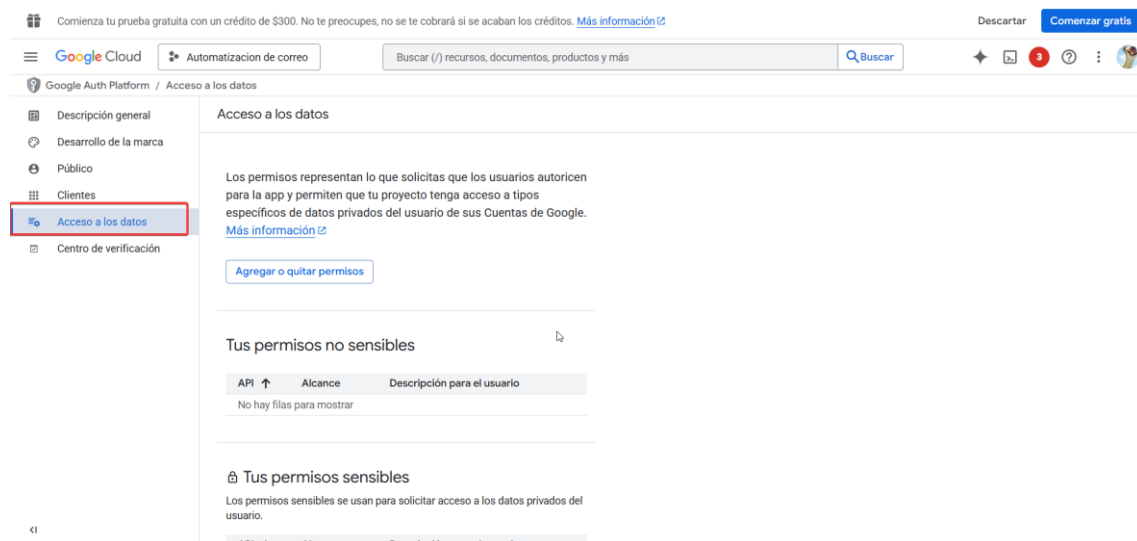 Comienza tu prueba gratuita con un crédito de $300. No te preocupes, no se te cobrará si se acaban los créditos. Más información
Descartar
Comenzar gratis
Google Cloud
Automatizacion de correo
Buscar (/) recursos, documentos, productos y más
Buscar
3
Google Auth Platform / Acceso a los datos
Descripción general
Desarrollo de la marca
Público
Clientes
Acceso a los datos
Centro de verificación
Acceso a los datos
Los permisos representan lo que solicitas que los usuarios autoricen
para la app y permiten que tu proyecto tenga acceso a tipos
específicos de datos privados del usuario de sus Cuentas de Google.
Más información
Agregar o quitar permisos
Tus permisos no sensibles
API Alcance Descripción para el usuario
No hay filas para mostrar
Tus permisos sensibles
Los permisos sensibles se usan para solicitar acceso a los datos privados del
usuario.